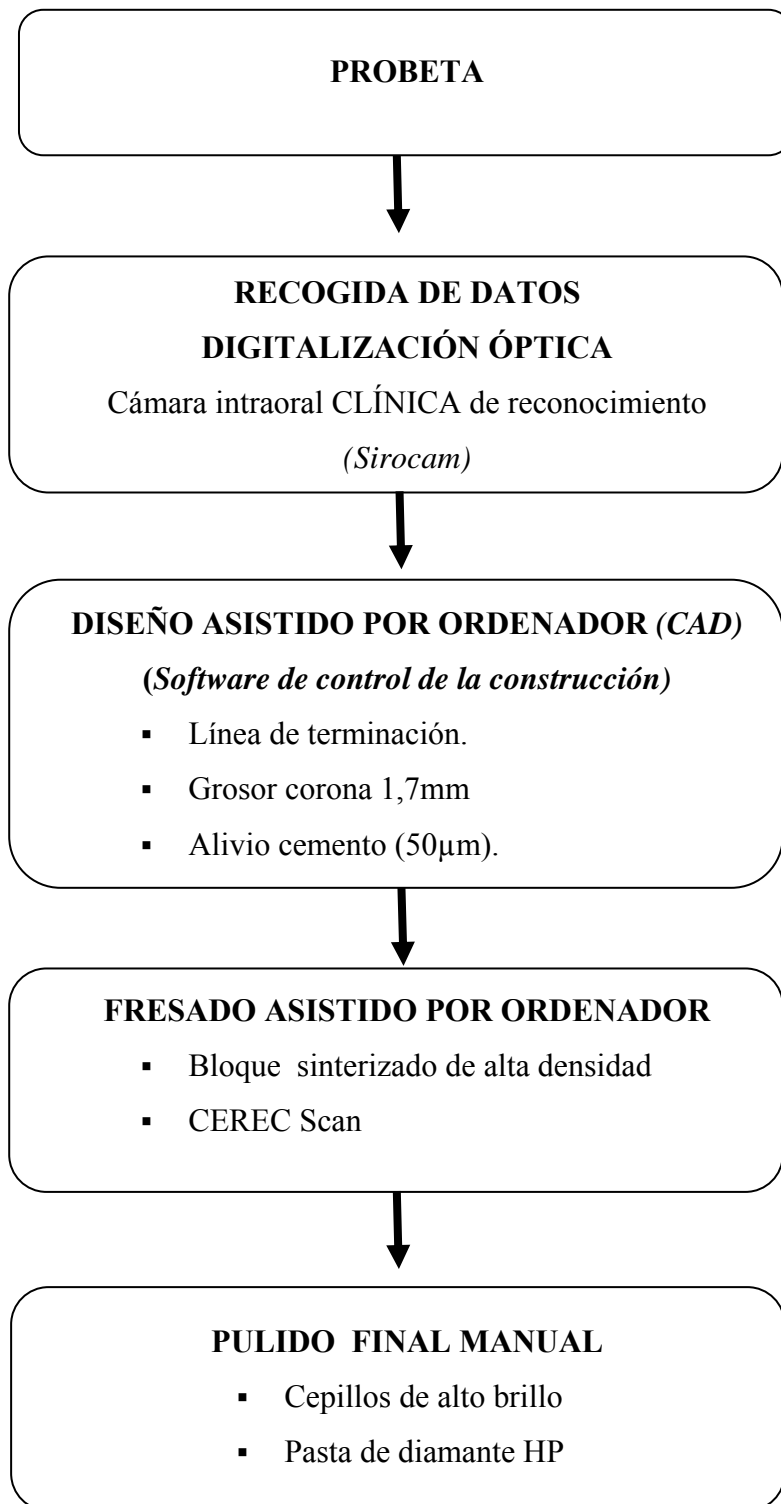 PROBETA
RECOGIDA DE DATOS
DIGITALIZACIÓN ÓPTICA
Cámara intraoral CLÍNICA de reconocimiento
(Sirocam)
DISEÑO ASISTIDO POR ORDENADOR (CAD)
(Software de control de la construcción)
▪ Línea de terminación.
▪ Grosor corona 1,7mm
▪ Alivio cemento (50µm).
FRESADO ASISTIDO POR ORDENADOR
▪ Bloque sinterizado de alta densidad
▪ CEREC Scan
PULIDO FINAL MANUAL
▪ Cepillos de alto brillo
▪ Pasta de diamante HP